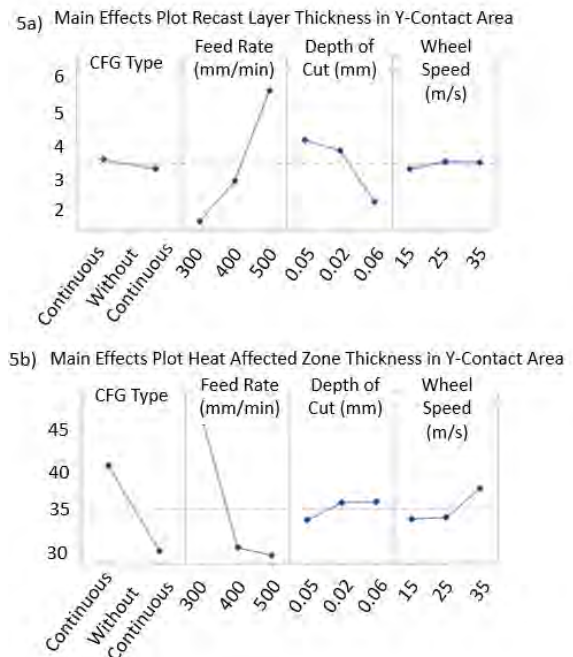 5a) Main Effects Plot Recast Layer Thickness in Y-Contact Area
CFG Type
Feed Rate
(mm/min)
Depth of
Cut (mm)
Wheel
Speed
(m/s)
6
5
4
3
2
Continuous
Without
Continuous
300
400
500
0.05
0.02
0.06
15
25
35
5b) Main Effects Plot Heat Affected Zone Thickness in Y-Contact Area
CFG Type
Feed Rate
(mm/min)
Depth of
Cut (mm)
Wheel
Speed
(m/s)
45
40
35
30
Continuous
Without
Continuous
300
400
500
0.05
0.02
0.06
15
25
35